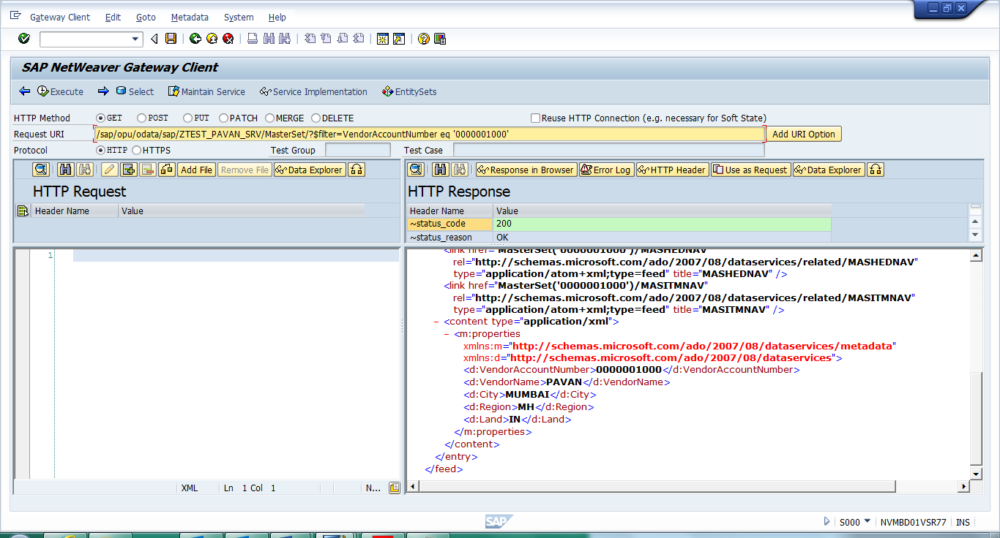 Gateway Client Edit Goto Metadata System Help
SAP NetWeaver Gateway Client
Execute Select Maintain Service Service Implementation EntitySets
HTTP Method GET POST PUT PATCH MERGE DELETE Reuse HTTP Connection (e.g. necessary for Soft State)
Request URI /sap/opu/odata/sap/ZTEST_PAVAN_SRV/MasterSet/?$filter=VendorAccountNumber eq '0000001000' Add URI Option
Protocol HTTP HTTPS Test Group Test Case
Add File Remove File Data Explorer Response in Browser Error Log HTTP Header Use as Request Data Explorer
HTTP Request HTTP Response
Header Name Value Header Name Value
~status_code 200
~status_reason OK
1 <link href="MasterSet('0000001000')/MASHEDNAV"
rel="http://schemas.microsoft.com/ado/2007/08/dataservices/related/MASHEDNAV"
type="application/atom+xml;type=feed" title="MASHEDNAV" />
<link href="MasterSet('0000001000')/MASITMNAV"
rel="http://schemas.microsoft.com/ado/2007/08/dataservices/related/MASITMNAV"
type="application/atom+xml;type=feed" title="MASITMNAV" />
- <content type="application/xml">
- <m:properties
xmlns:m="http://schemas.microsoft.com/ado/2007/08/dataservices/metadata"
xmlns:d="http://schemas.microsoft.com/ado/2007/08/dataservices">
<d:VendorAccountNumber>0000001000</d:VendorAccountNumber>
<d:VendorName>PAVAN</d:VendorName>
<d:City>MUMBAI</d:City>
<d:Region>MH</d:Region>
<d:Land>IN</d:Land>
</m:properties>
</content>
</entry>
</feed>
XML Ln 1 Col 1 N...
SAP S000 NVMBD01VSR77 INS